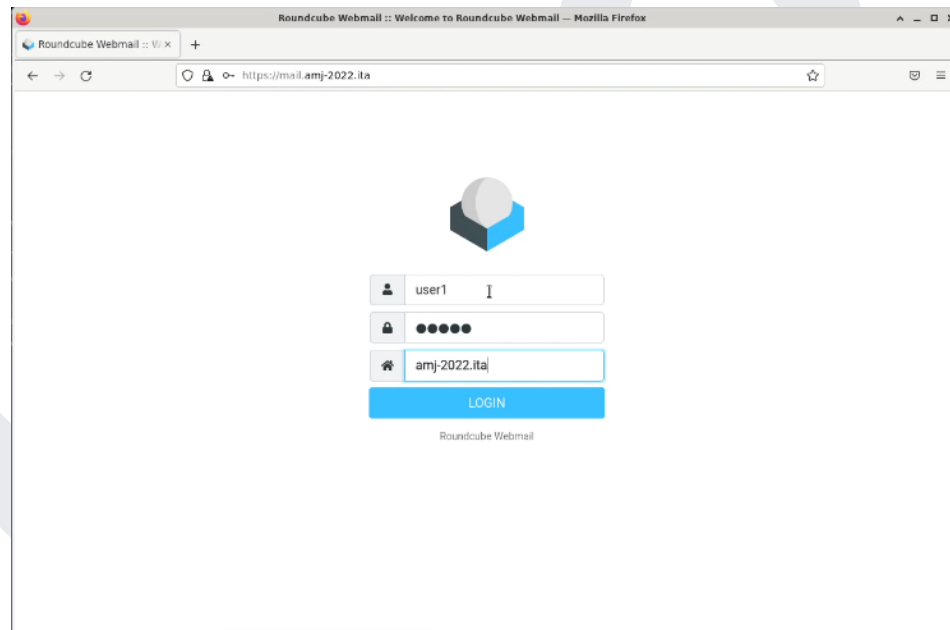 Roundcube Webmail :: Welcome to Roundcube Webmail — Mozilla Firefox
Roundcube Webmail :: W
https://mail.amj-2022.ita
user1
●●●●●
amj-2022.ita
LOGIN
Roundcube Webmail